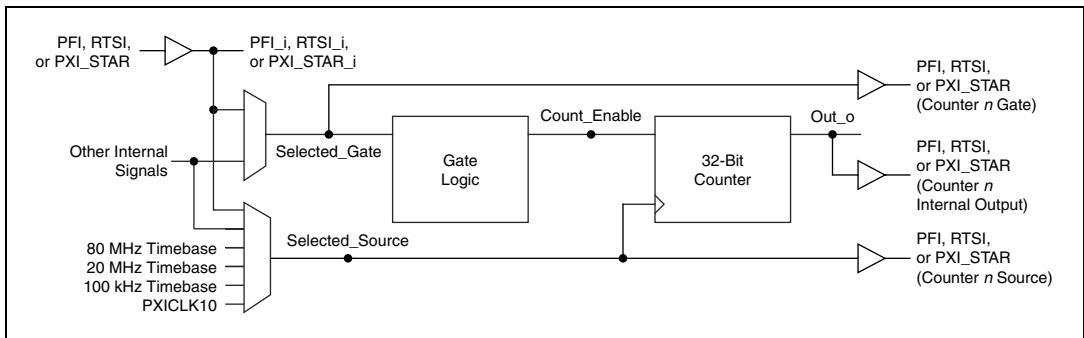 PFI, RTSI,
or PXI_STAR
PFI_i, RTSI_i,
or PXI_STAR_i
PFI, RTSI,
or PXI_STAR
(Counter n Gate)
Other Internal
Signals
Selected_Gate
Gate
Logic
Count_Enable
32-Bit
Counter
Out_o
PFI, RTSI,
or PXI_STAR
(Counter n
Internal Output)
80 MHz Timebase
20 MHz Timebase
100 kHz Timebase
PXICLK10
Selected_Source
PFI, RTSI,
or PXI_STAR
(Counter n Source)